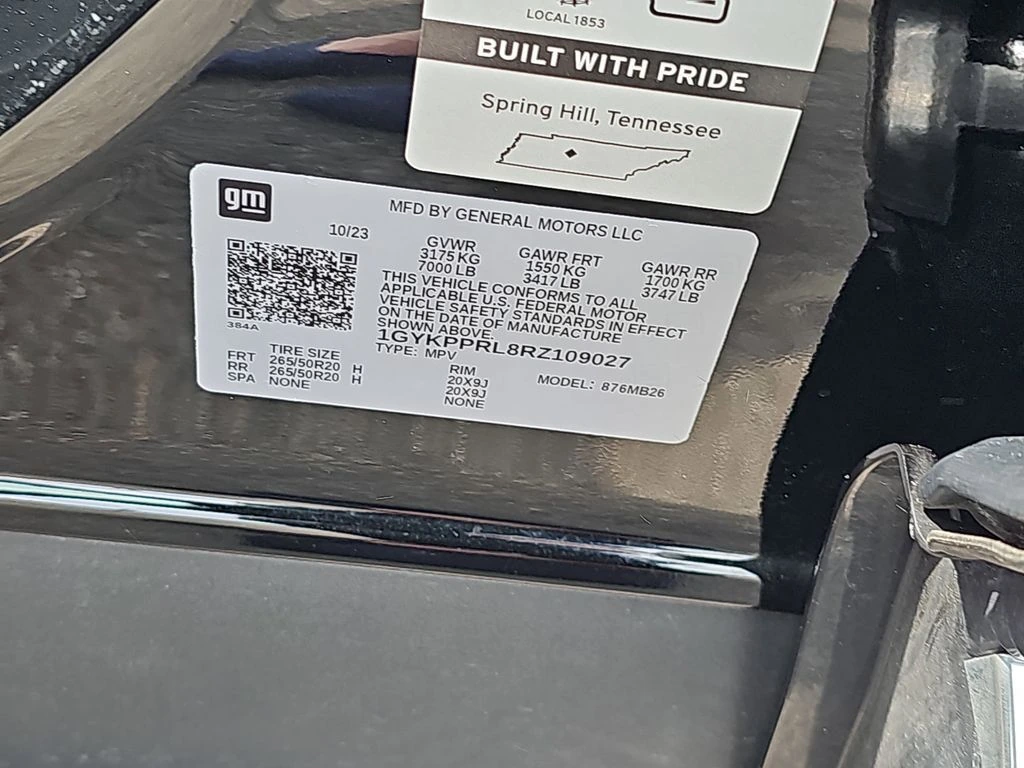 LOCAL 1853
BUILT WITH PRIDE
Spring Hill, Tennessee
gm
MFD BY GENERAL MOTORS LLC
10/23
GVWR
3175 KG
7000 LB
GAWR FRT
1550 KG
3417 LB
GAWR RR
1700 KG
3747 LB
THIS VEHICLE CONFORMS TO ALL
APPLICABLE U.S. FEDERAL MOTOR
VEHICLE SAFETY STANDARDS IN EFFECT
ON THE DATE OF MANUFACTURE
SHOWN ABOVE
384A
1GYKPPRL8RZ109027
TYPE: MPV
TIRE SIZE
RIM
MODEL: 876MB26
FRT 265/50R20 H 20X9J
RR 265/50R20 H 20X9J
SPA NONE NONE